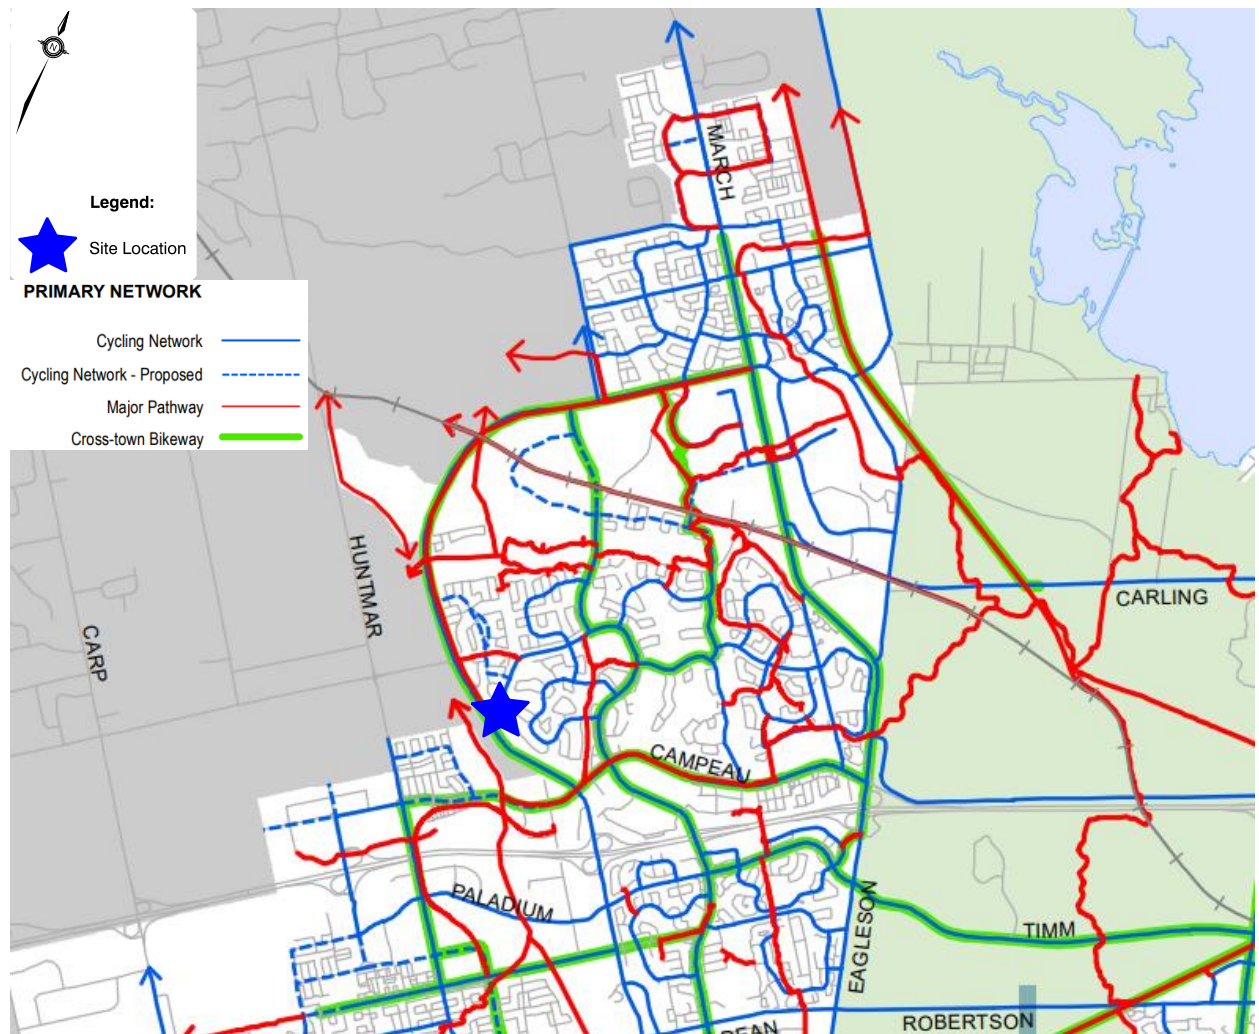 N
Legend:
Site Location
PRIMARY NETWORK
Cycling Network
Cycling Network - Proposed
Major Pathway
Cross-town Bikeway
MARCH
HUNTMAR
CARP
CARLING
CAMPEAU
PALADIUM
EAGLESON
TIMM
ROBERTSON